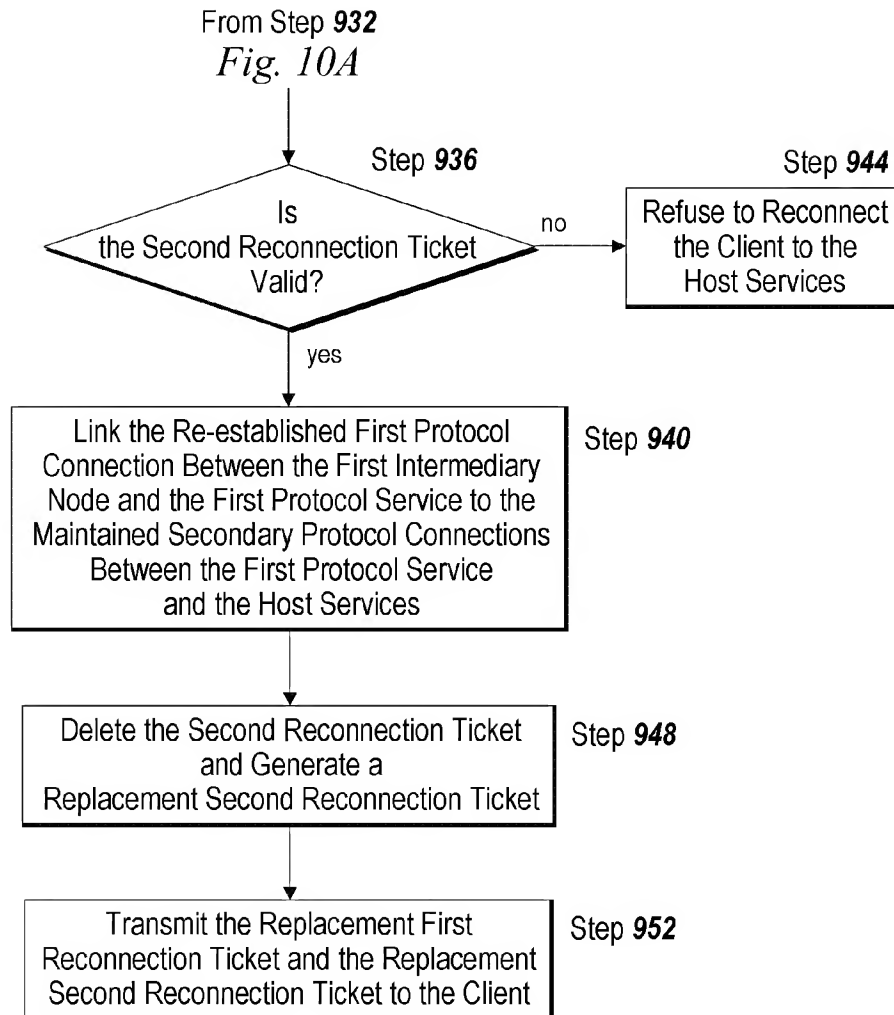 From Step 932
Fig. 10A
Step 936
Is
the Second Reconnection Ticket
Valid?
no
Step 944
Refuse to Reconnect
the Client to the
Host Services
yes
Link the Re-established First Protocol
Connection Between the First Intermediary
Node and the First Protocol Service to the
Maintained Secondary Protocol Connections
Between the First Protocol Service
and the Host Services
Step 940
Delete the Second Reconnection Ticket
and Generate a
Replacement Second Reconnection Ticket
Step 948
Transmit the Replacement First
Reconnection Ticket and the Replacement
Second Reconnection Ticket to the Client
Step 952